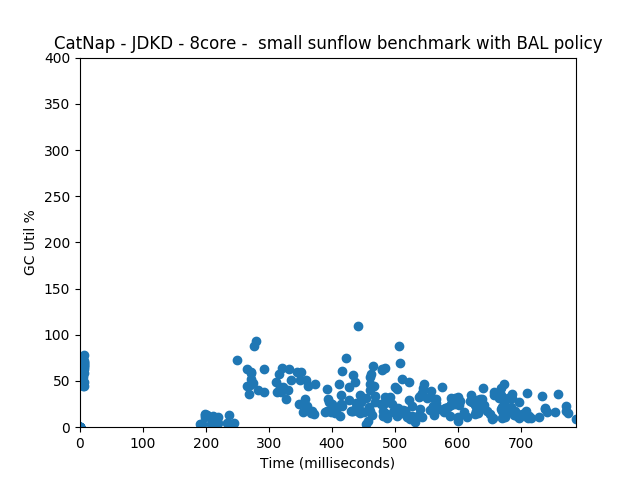 CatNap - JDKD - 8core -  small sunflow benchmark with BAL policy
400
350
300
250
200
150
100
50
0
GC Util %
0 100 200 300 400 500 600 700
Time (milliseconds)